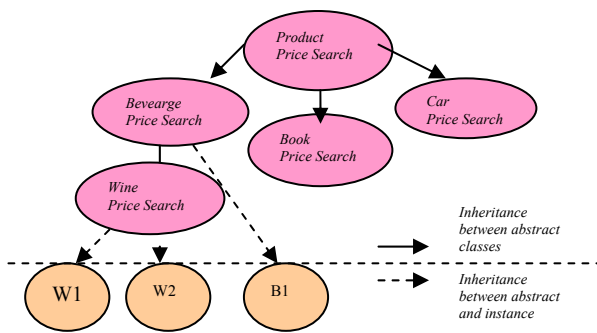 Product
Price Search
Bevearge
Price Search
Car
Price Search
Book
Price Search
Wine
Price Search
Inheritance
between abstract
classes
W1
W2
B1
Inheritance
between abstract
and instance